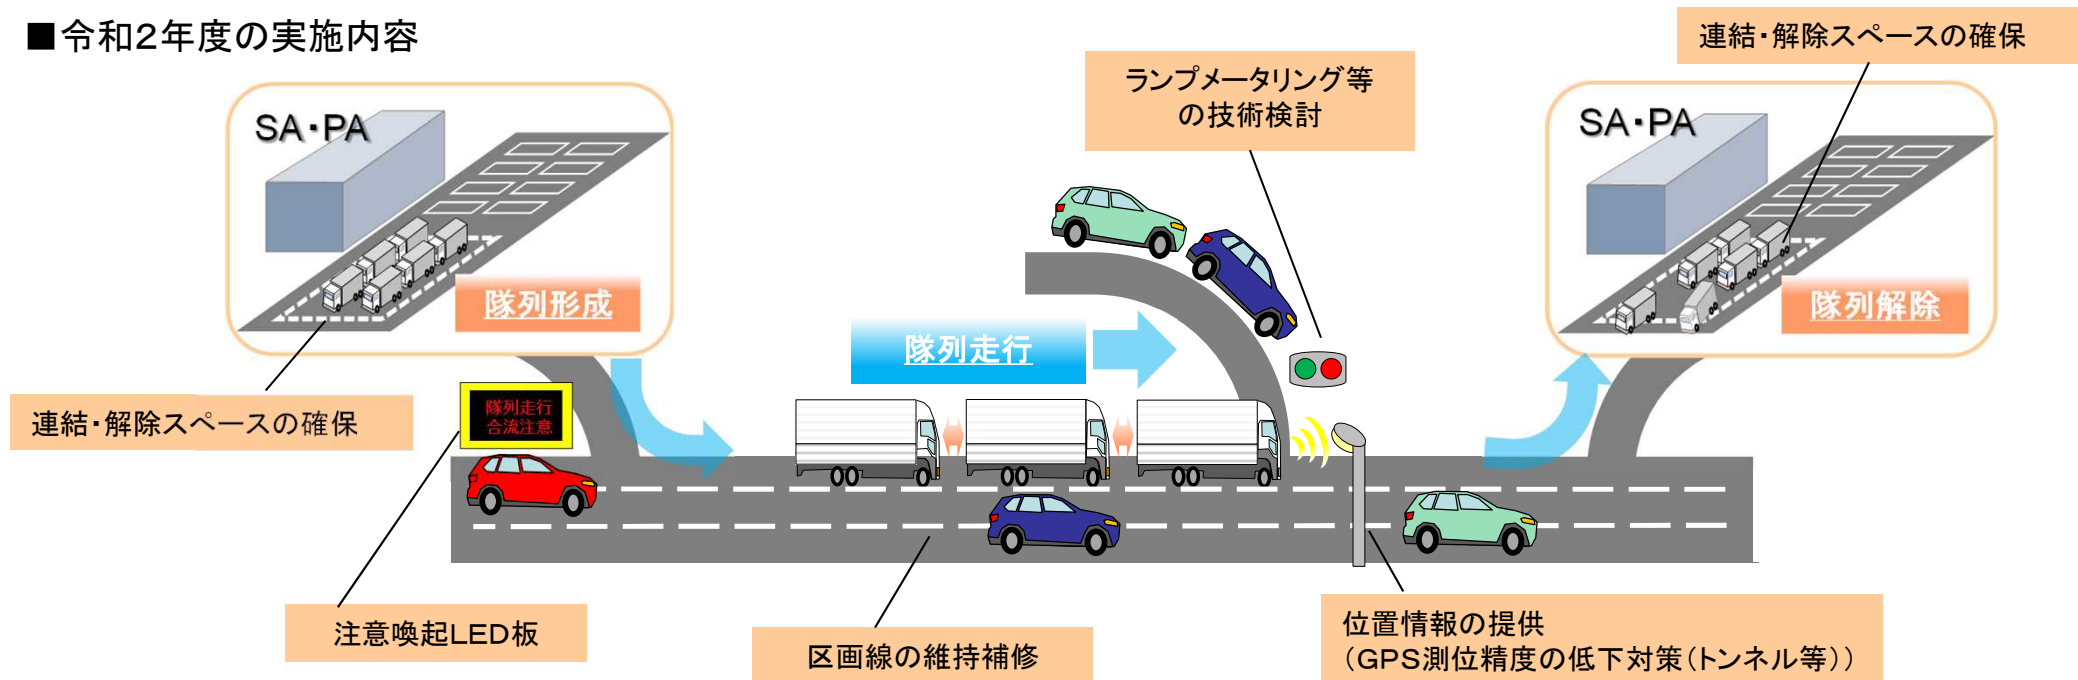 ■令和2年度の実施内容
連結・解除スペースの確保
ランプメータリング等
の技術検討
SA・PA
SA・PA
隊列形成
隊列解除
隊列走行
連結・解除スペースの確保
隊列走行
合流注意
注意喚起LED板
区画線の維持補修
位置情報の提供
（GPS測位精度の低下対策(トンネル等)）